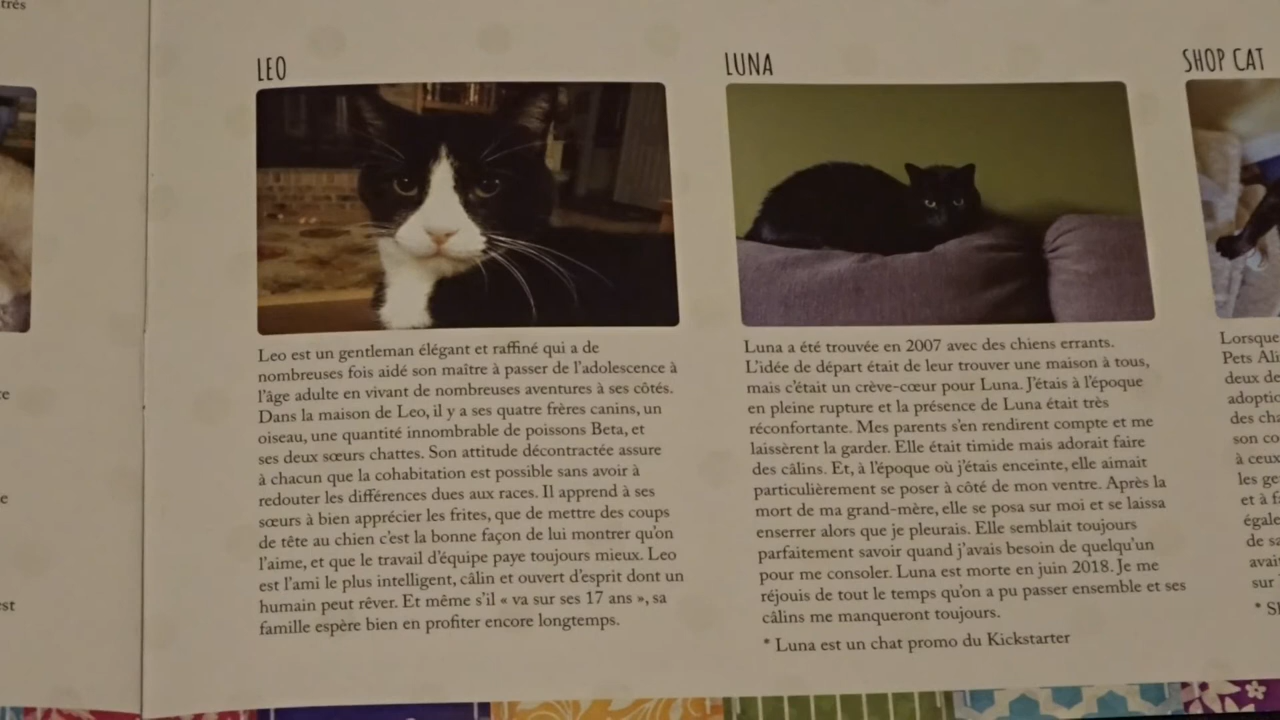 très
e
e
est
LEO
Leo est un gentleman élégant et raffiné qui a de
nombreuses fois aidé son maître à passer de l'adolescence à
l'âge adulte en vivant de nombreuses aventures à ses côtés.
Dans la maison de Leo, il y a ses quatre frères canins, un
oiseau, une quantité innombrable de poissons Beta, et
ses deux sœurs chattes. Son attitude décontractée assure
à chacun que la cohabitation est possible sans avoir à
redouter les différences dues aux races. Il apprend à ses
sœurs à bien apprécier les frites, que de mettre des coups
de tête au chien c'est la bonne façon de lui montrer qu'on
l'aime, et que le travail d'équipe paye toujours mieux. Leo
est l'ami le plus intelligent, câlin et ouvert d'esprit dont un
humain peut rêver. Et même s'il « va sur ses 17 ans », sa
famille espère bien en profiter encore longtemps.
LUNA
Luna a été trouvée en 2007 avec des chiens errants.
L'idée de départ était de leur trouver une maison à tous,
mais c'était un crève-cœur pour Luna. J'étais à l'époque
en pleine rupture et la présence de Luna était très
réconfortante. Mes parents s'en rendirent compte et me
laissèrent la garder. Elle était timide mais adorait faire
des câlins. Et, à l'époque où j'étais enceinte, elle aimait
particulièrement se poser à côté de mon ventre. Après la
mort de ma grand-mère, elle se posa sur moi et se laissa
enserrer alors que je pleurais. Elle semblait toujours
parfaitement savoir quand j'avais besoin de quelqu'un
pour me consoler. Luna est morte en juin 2018. Je me
réjouis de tout le temps qu'on a pu passer ensemble et ses
câlins me manqueront toujours.
* Luna est un chat promo du Kickstarter
SHOP CAT
Lorsque
Pets Ali
deux de
adoptio
des cha
son co
à ceux
les ge
et à fa
égale
de sa
avai
sur
* Sh